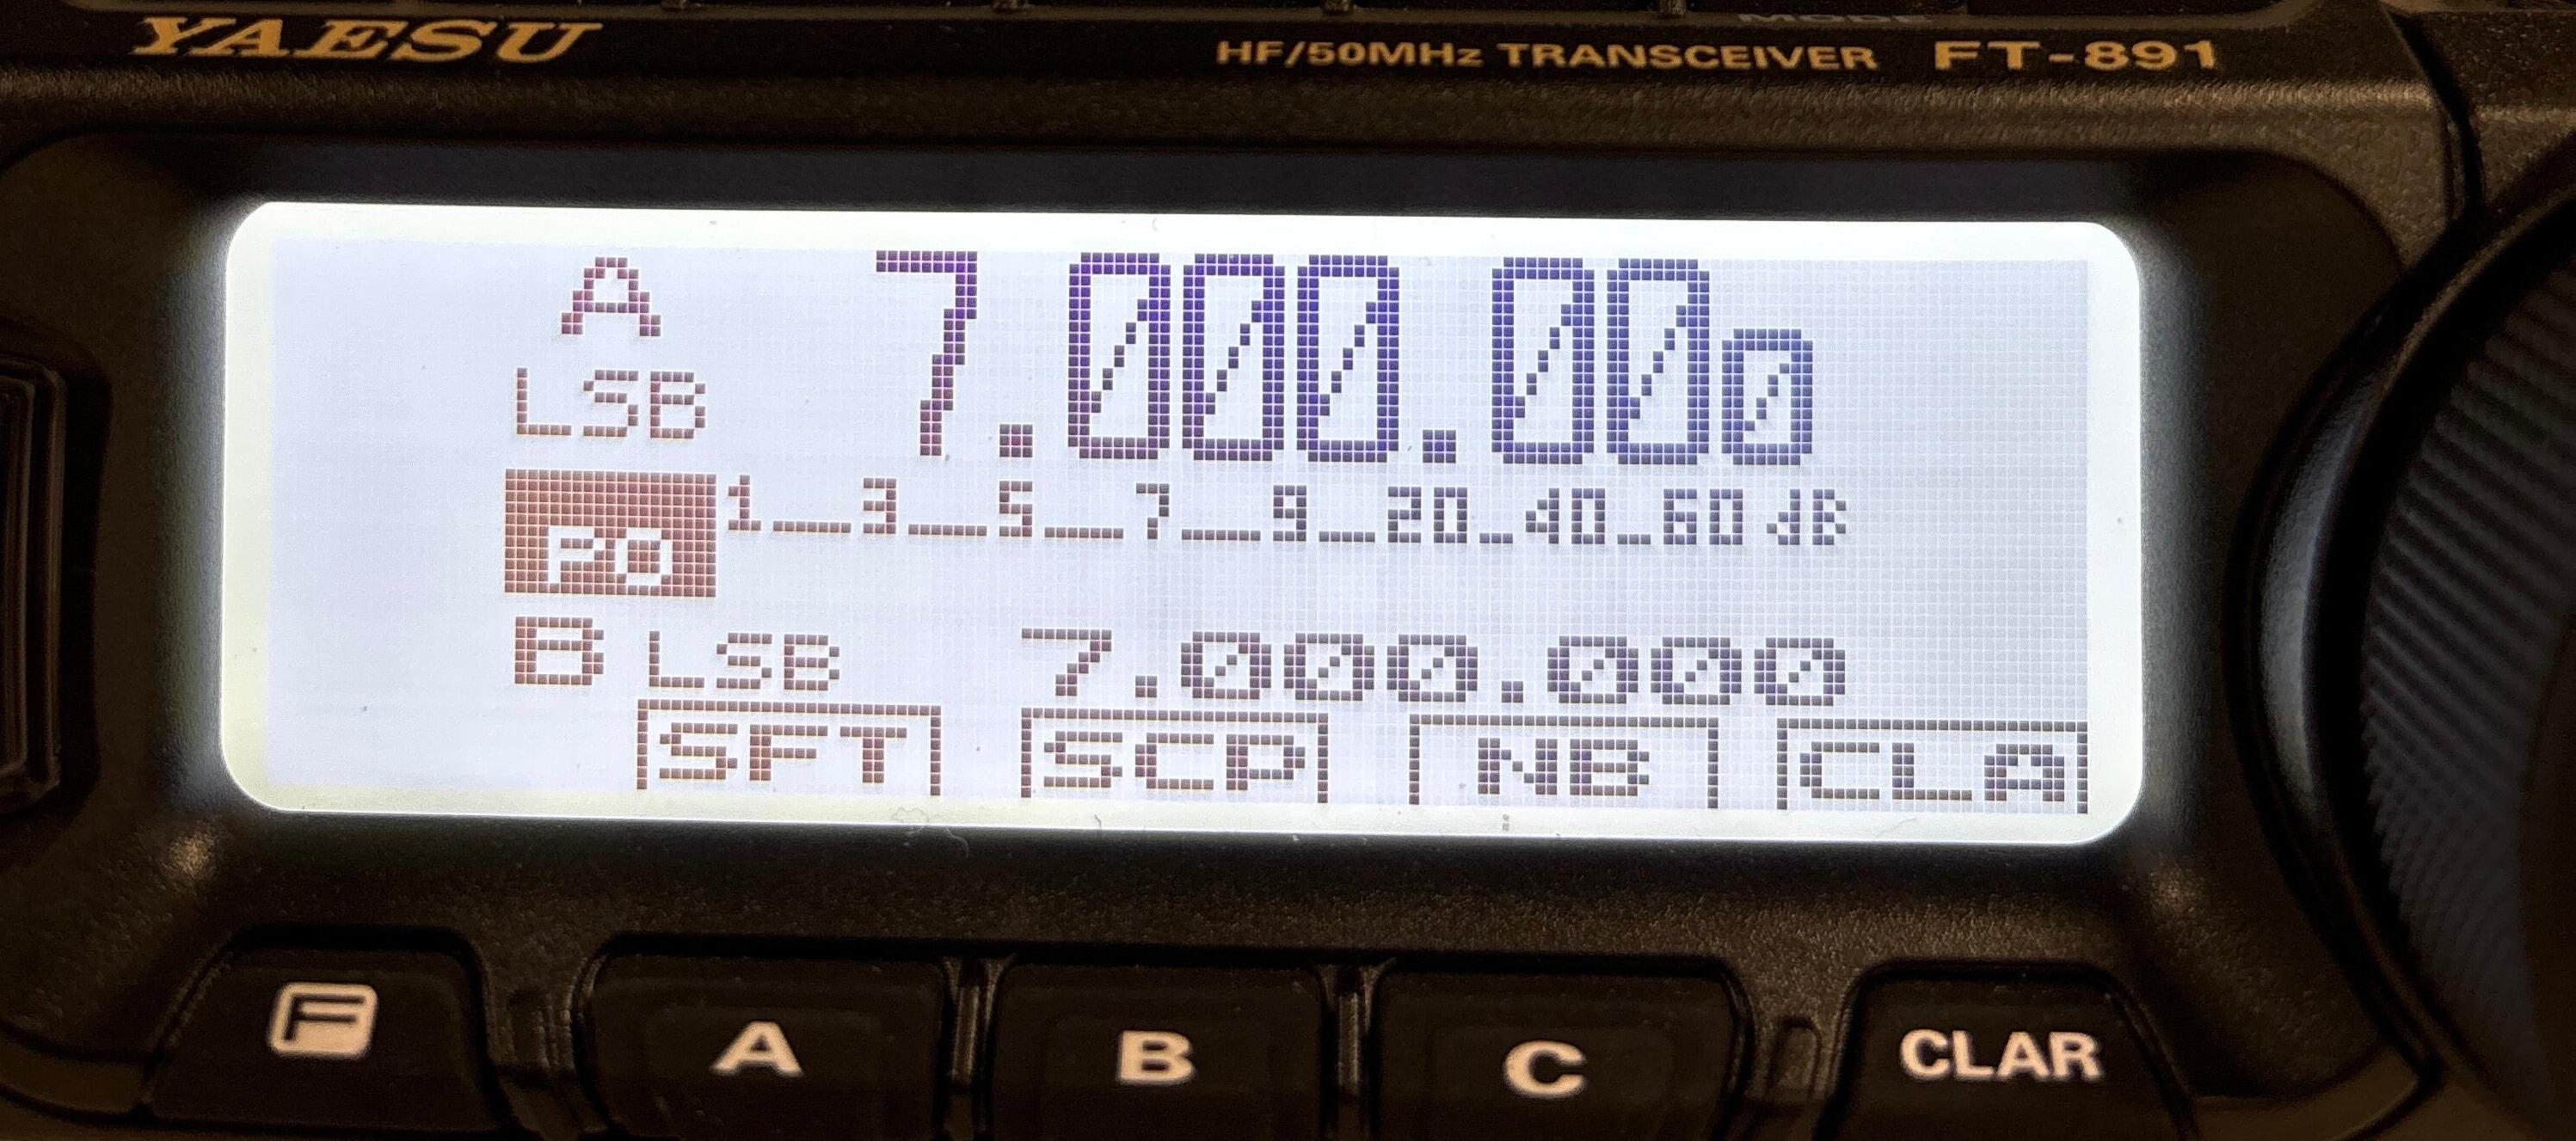 MODE
YAESU HF/50MHz TRANSCEIVER FT-891
A 7.000.000
LSB
PO 1 3 5 7 9 20 40 60 dB
B LSB 7.000.000
SFT SCP NB CLA
F A B C CLAR